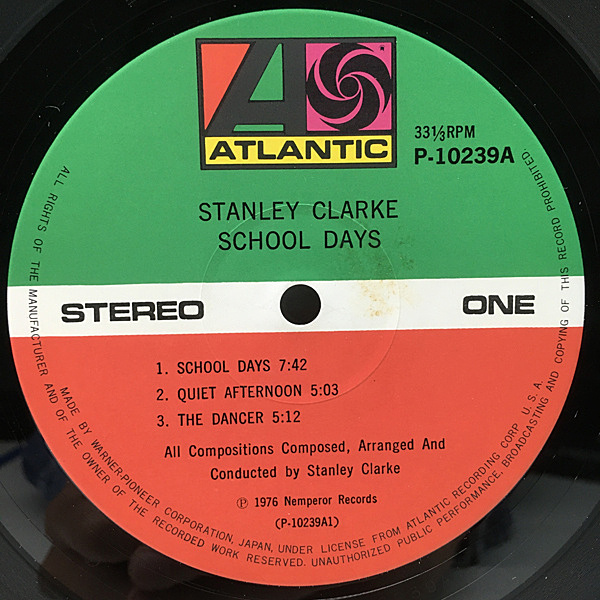 ATLANTIC
33⅓RPM
P-10239A
STANLEY CLARKE
SCHOOL DAYS
STEREO
ONE
1. SCHOOL DAYS 7:42
2. QUIET AFTERNOON 5:03
3. THE DANCER 5:12
All Compositions Composed, Arranged And
Conducted by Stanley Clarke
Ⓟ 1976 Nemperor Records
(P-10239A1)
ALL RIGHTS OF THE MANUFACTURER AND OF THE OWNER OF THE RECORDED WORK RESERVED. UNAUTHORIZED PUBLIC PERFORMANCE, BROADCASTING AND COPYING OF THIS RECORD PROHIBITED.
MADE BY WARNER-PIONEER CORPORATION, JAPAN, UNDER LICENSE FROM ATLANTIC RECORDING CORP. U.S.A.